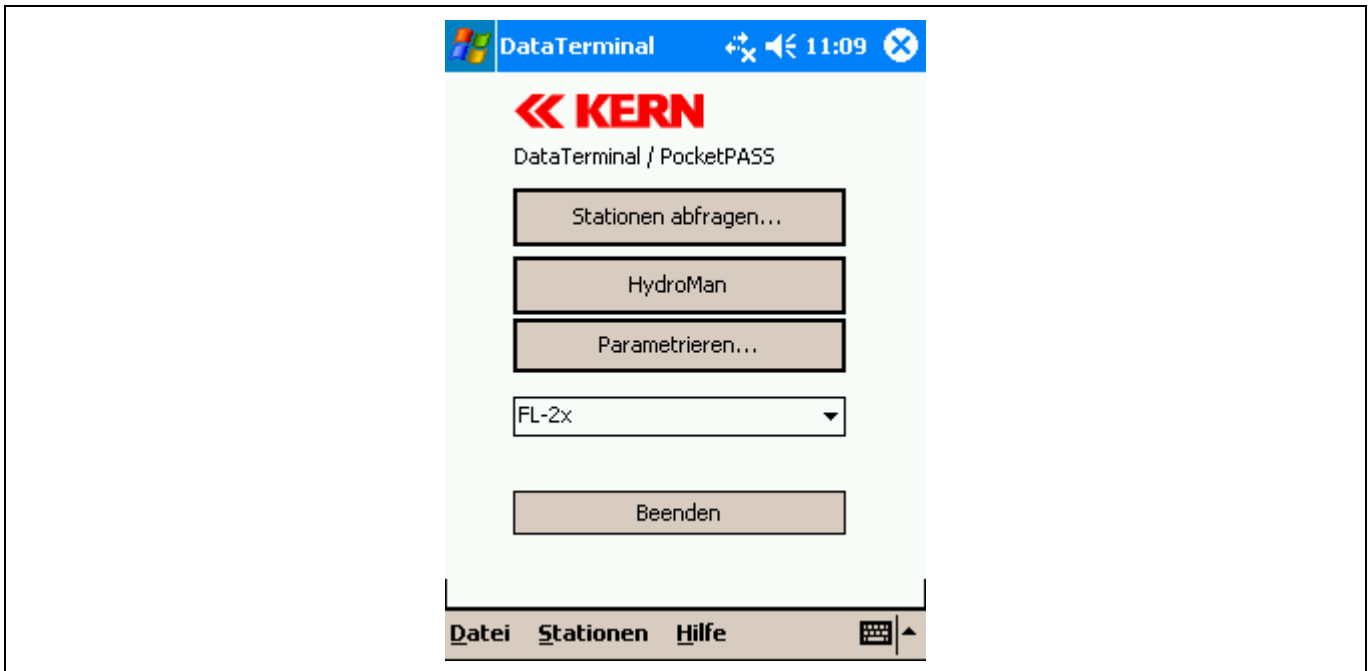 DataTerminal 11:09
KERN
DataTerminal / PocketPASS
Stationen abfragen...
HydroMan
Parametrieren...
FL-2x
Beenden
Datei Stationen Hilfe